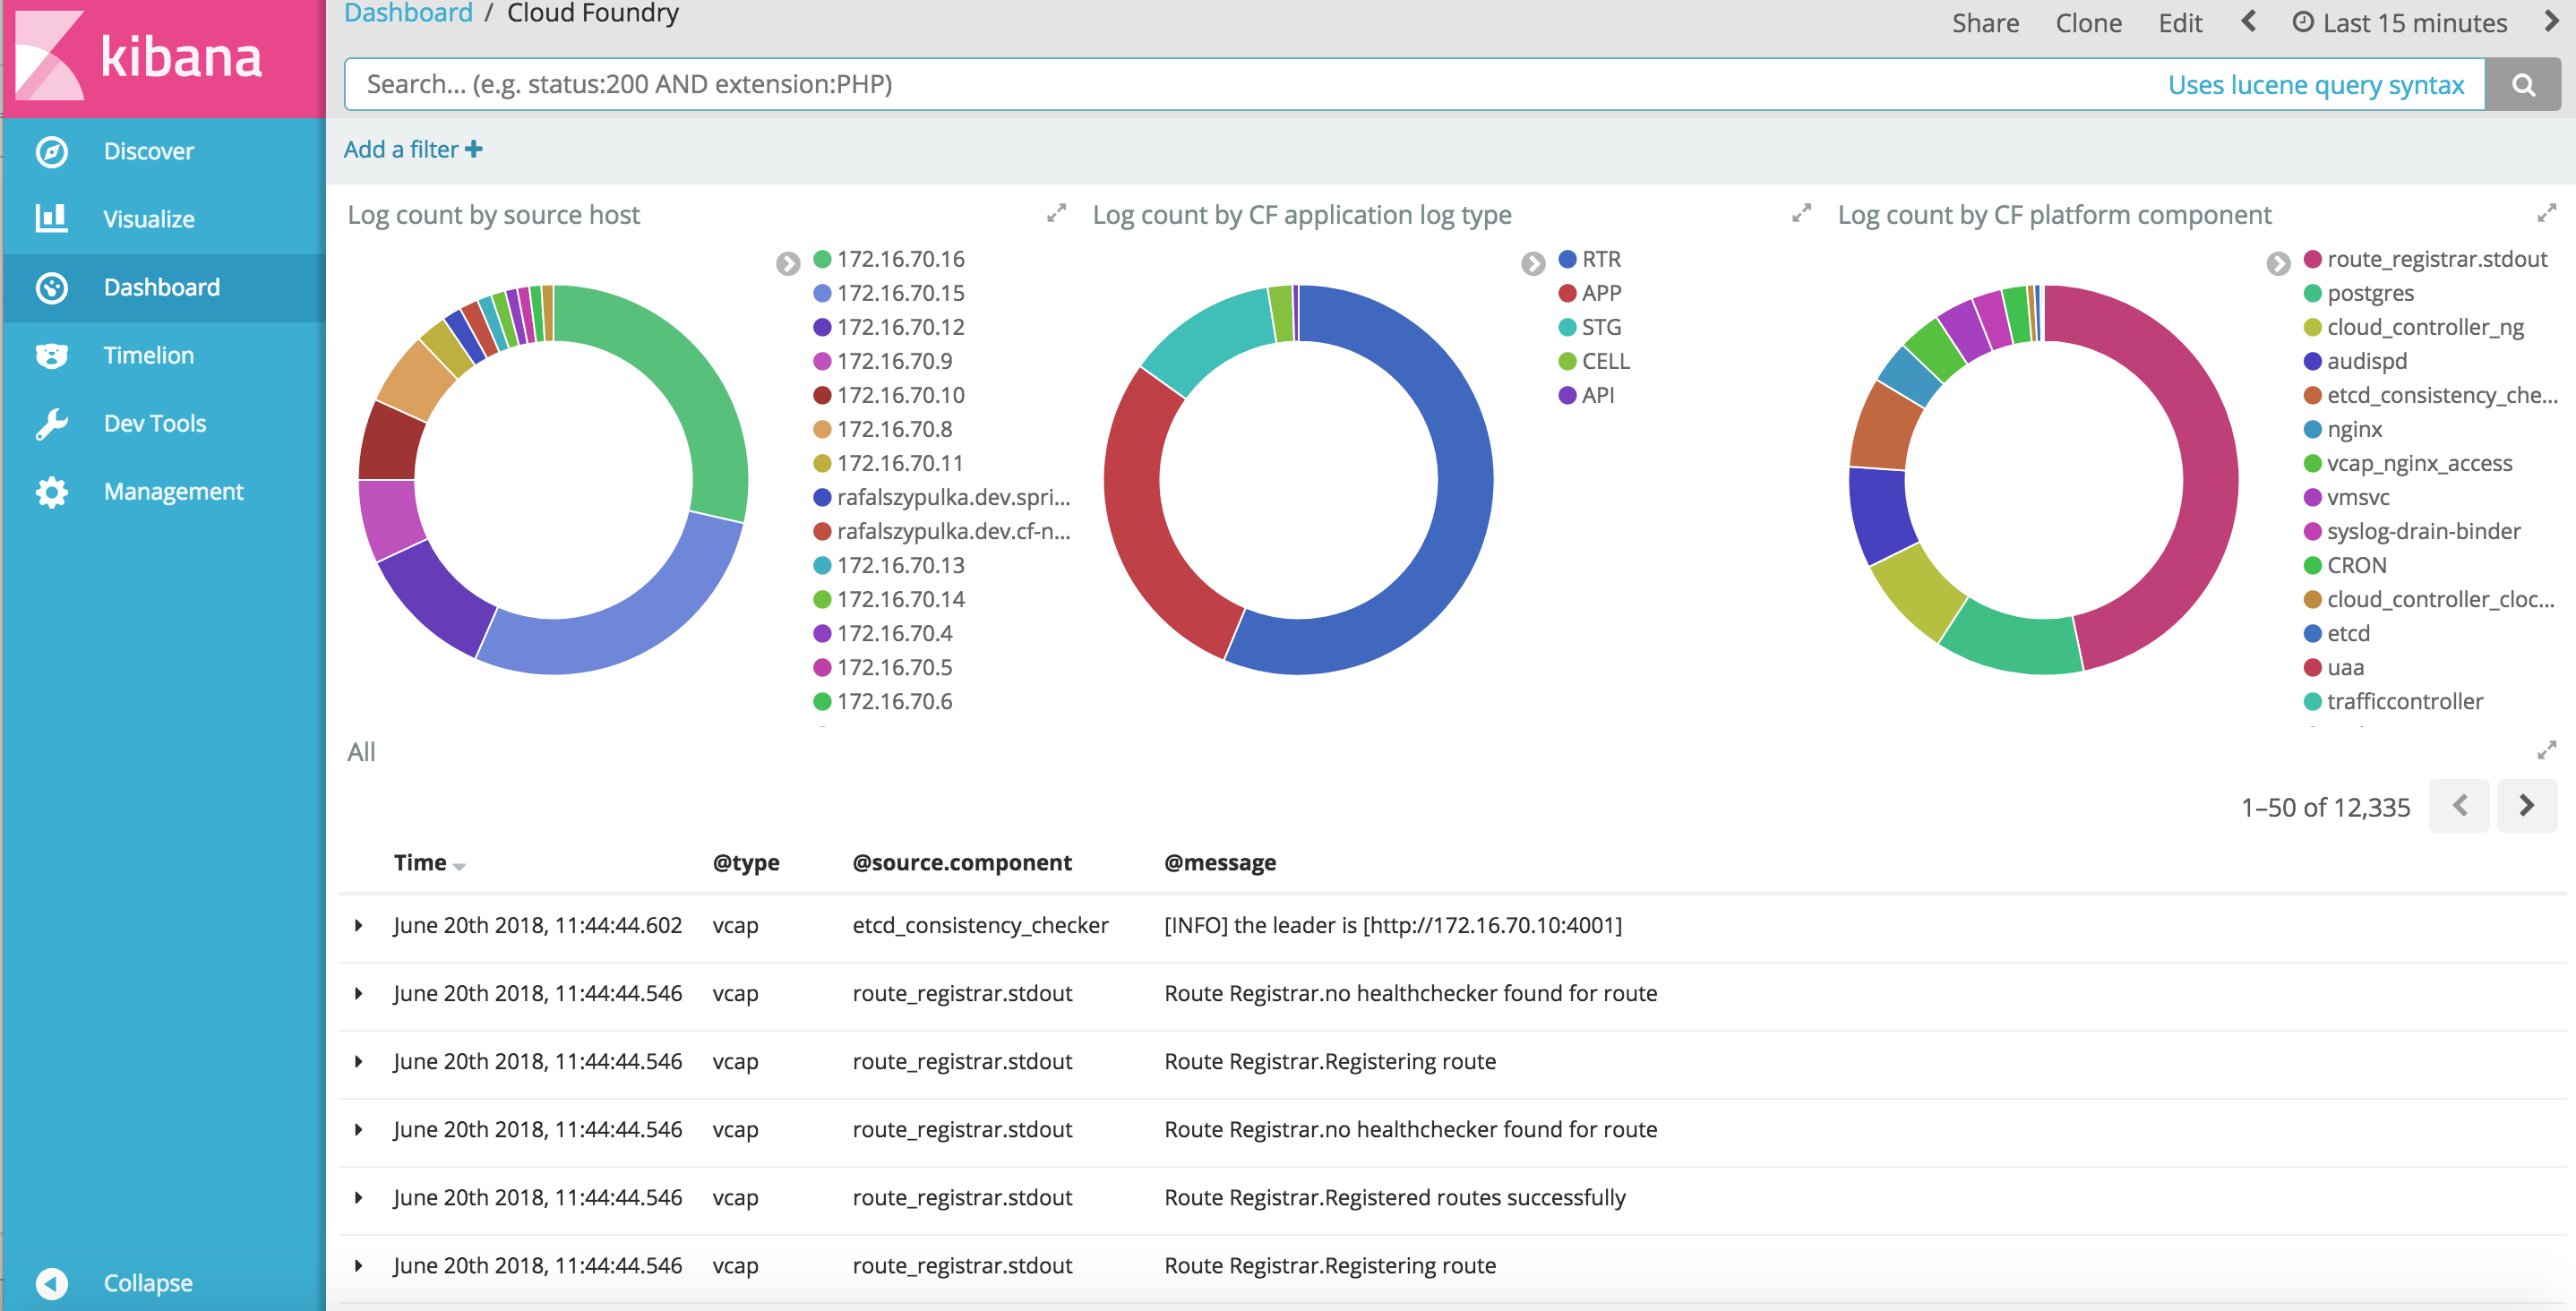 kibana
Discover
Visualize
Dashboard
Timelion
Dev Tools
Management
Collapse
Dashboard / Cloud Foundry
Share Clone Edit Last 15 minutes
Search... (e.g. status:200 AND extension:PHP) Uses lucene query syntax
Add a filter
Log count by source host
172.16.70.16
172.16.70.15
172.16.70.12
172.16.70.9
172.16.70.10
172.16.70.8
172.16.70.11
rafalszypulka.dev.spri...
rafalszypulka.dev.cf-n...
172.16.70.13
172.16.70.14
172.16.70.4
172.16.70.5
172.16.70.6
Log count by CF application log type
RTR
APP
STG
CELL
API
Log count by CF platform component
route_registrar.stdout
postgres
cloud_controller_ng
audispd
etcd_consistency_che...
nginx
vcap_nginx_access
vmsvc
syslog-drain-binder
CRON
cloud_controller_cloc...
etcd
uaa
trafficcontroller
All
1–50 of 12,335
Time @type @source.component @message
June 20th 2018, 11:44:44.602 vcap etcd_consistency_checker [INFO] the leader is [http://172.16.70.10:4001]
June 20th 2018, 11:44:44.546 vcap route_registrar.stdout Route Registrar.no healthchecker found for route
June 20th 2018, 11:44:44.546 vcap route_registrar.stdout Route Registrar.Registering route
June 20th 2018, 11:44:44.546 vcap route_registrar.stdout Route Registrar.no healthchecker found for route
June 20th 2018, 11:44:44.546 vcap route_registrar.stdout Route Registrar.Registered routes successfully
June 20th 2018, 11:44:44.546 vcap route_registrar.stdout Route Registrar.Registering route